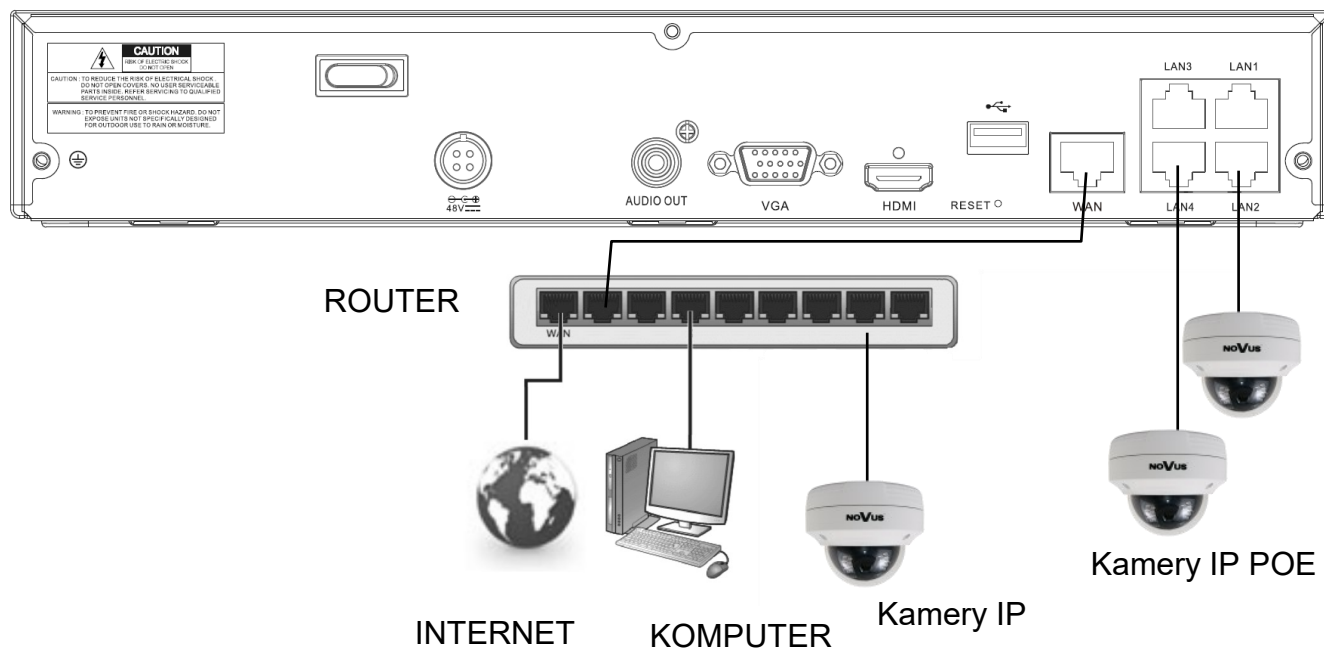 CAUTION
RISK OF ELECTRIC SHOCK
DO NOT OPEN
CAUTION : TO REDUCE THE RISK OF ELECTRICAL SHOCK .
DO NOT OPEN COVERS. NO USER SERVICEABLE
PARTS INSIDE. REFER SERVICING TO QUALIFIED
SERVICE PERSONNEL.
WARNING : TO PREVENT FIRE OR SHOCK HAZARD. DO NOT
EXPOSE UNITS NOT SPECIFICALLY DESIGNED
FOR OUTDOOR USE TO RAIN OR MOISTURE.
48V
AUDIO OUT
VGA
HDMI
RESET
WAN
LAN3
LAN1
LAN4
LAN2
ROUTER
WAN
NOVUS
NOVUS
NOVUS
INTERNET
KOMPUTER
Kamery IP
Kamery IP POE